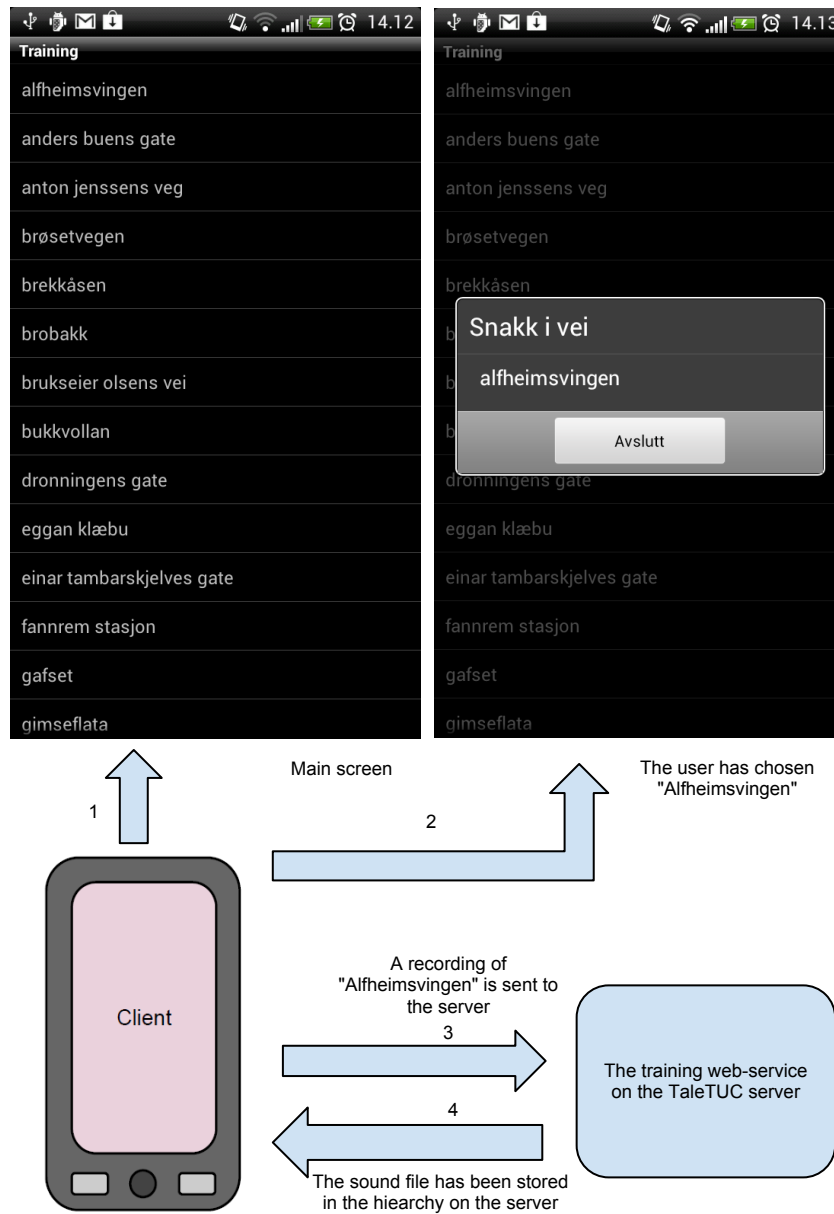 14.12
Training
alfheimsvingen
anders buens gate
anton jenssens veg
brøsetvegen
brekkåsen
brobakk
brukseier olsens vei
bukkvollan
dronningens gate
eggan klæbu
einar tambarskjelves gate
fannrem stasjon
gafset
gimseflata
14.13
Training
alfheimsvingen
anders buens gate
anton jenssens veg
brøsetvegen
brekkåsen
b
b
b
Snakk i vei
alfheimsvingen
Avslutt
dronningens gate
eggan klæbu
einar tambarskjelves gate
fannrem stasjon
gafset
gimseflata
Main screen
The user has chosen
"Alfheimsvingen"
1
2
A recording of
"Alfheimsvingen" is sent to
the server
3
Client
The training web-service
on the TaleTUC server
4
The sound file has been stored
in the hiearchy on the server